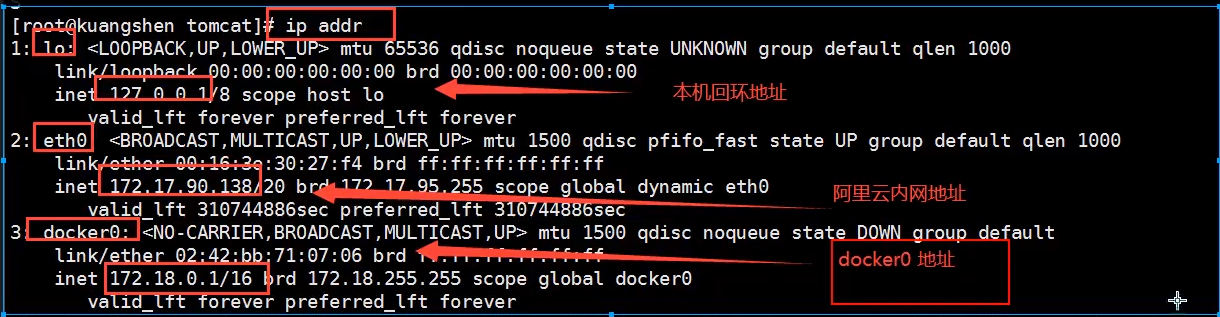 [root@kuangshen tomcat]# ip addr
1: lo: <LOOPBACK,UP,LOWER_UP> mtu 65536 qdisc noqueue state UNKNOWN group default qlen 1000
link/loopback 00:00:00:00:00:00 brd 00:00:00:00:00:00
inet 127.0.0.1/8 scope host lo
本机回环地址
valid_lft forever preferred_lft forever
2: eth0: <BROADCAST,MULTICAST,UP,LOWER_UP> mtu 1500 qdisc pfifo_fast state UP group default qlen 1000
link/ether 00:16:3e:30:27:f4 brd ff:ff:ff:ff:ff:ff
inet 172.17.90.138/20 brd 172.17.95.255 scope global dynamic eth0
阿里云内网地址
valid_lft 310744886sec preferred_lft 310744886sec
3: docker0: <NO-CARRIER,BROADCAST,MULTICAST,UP> mtu 1500 qdisc noqueue state DOWN group default
link/ether 02:42:bb:71:07:06 brd ff:ff:ff:ff:ff:ff
docker0 地址
inet 172.18.0.1/16 brd 172.18.255.255 scope global docker0
valid_lft forever preferred_lft forever